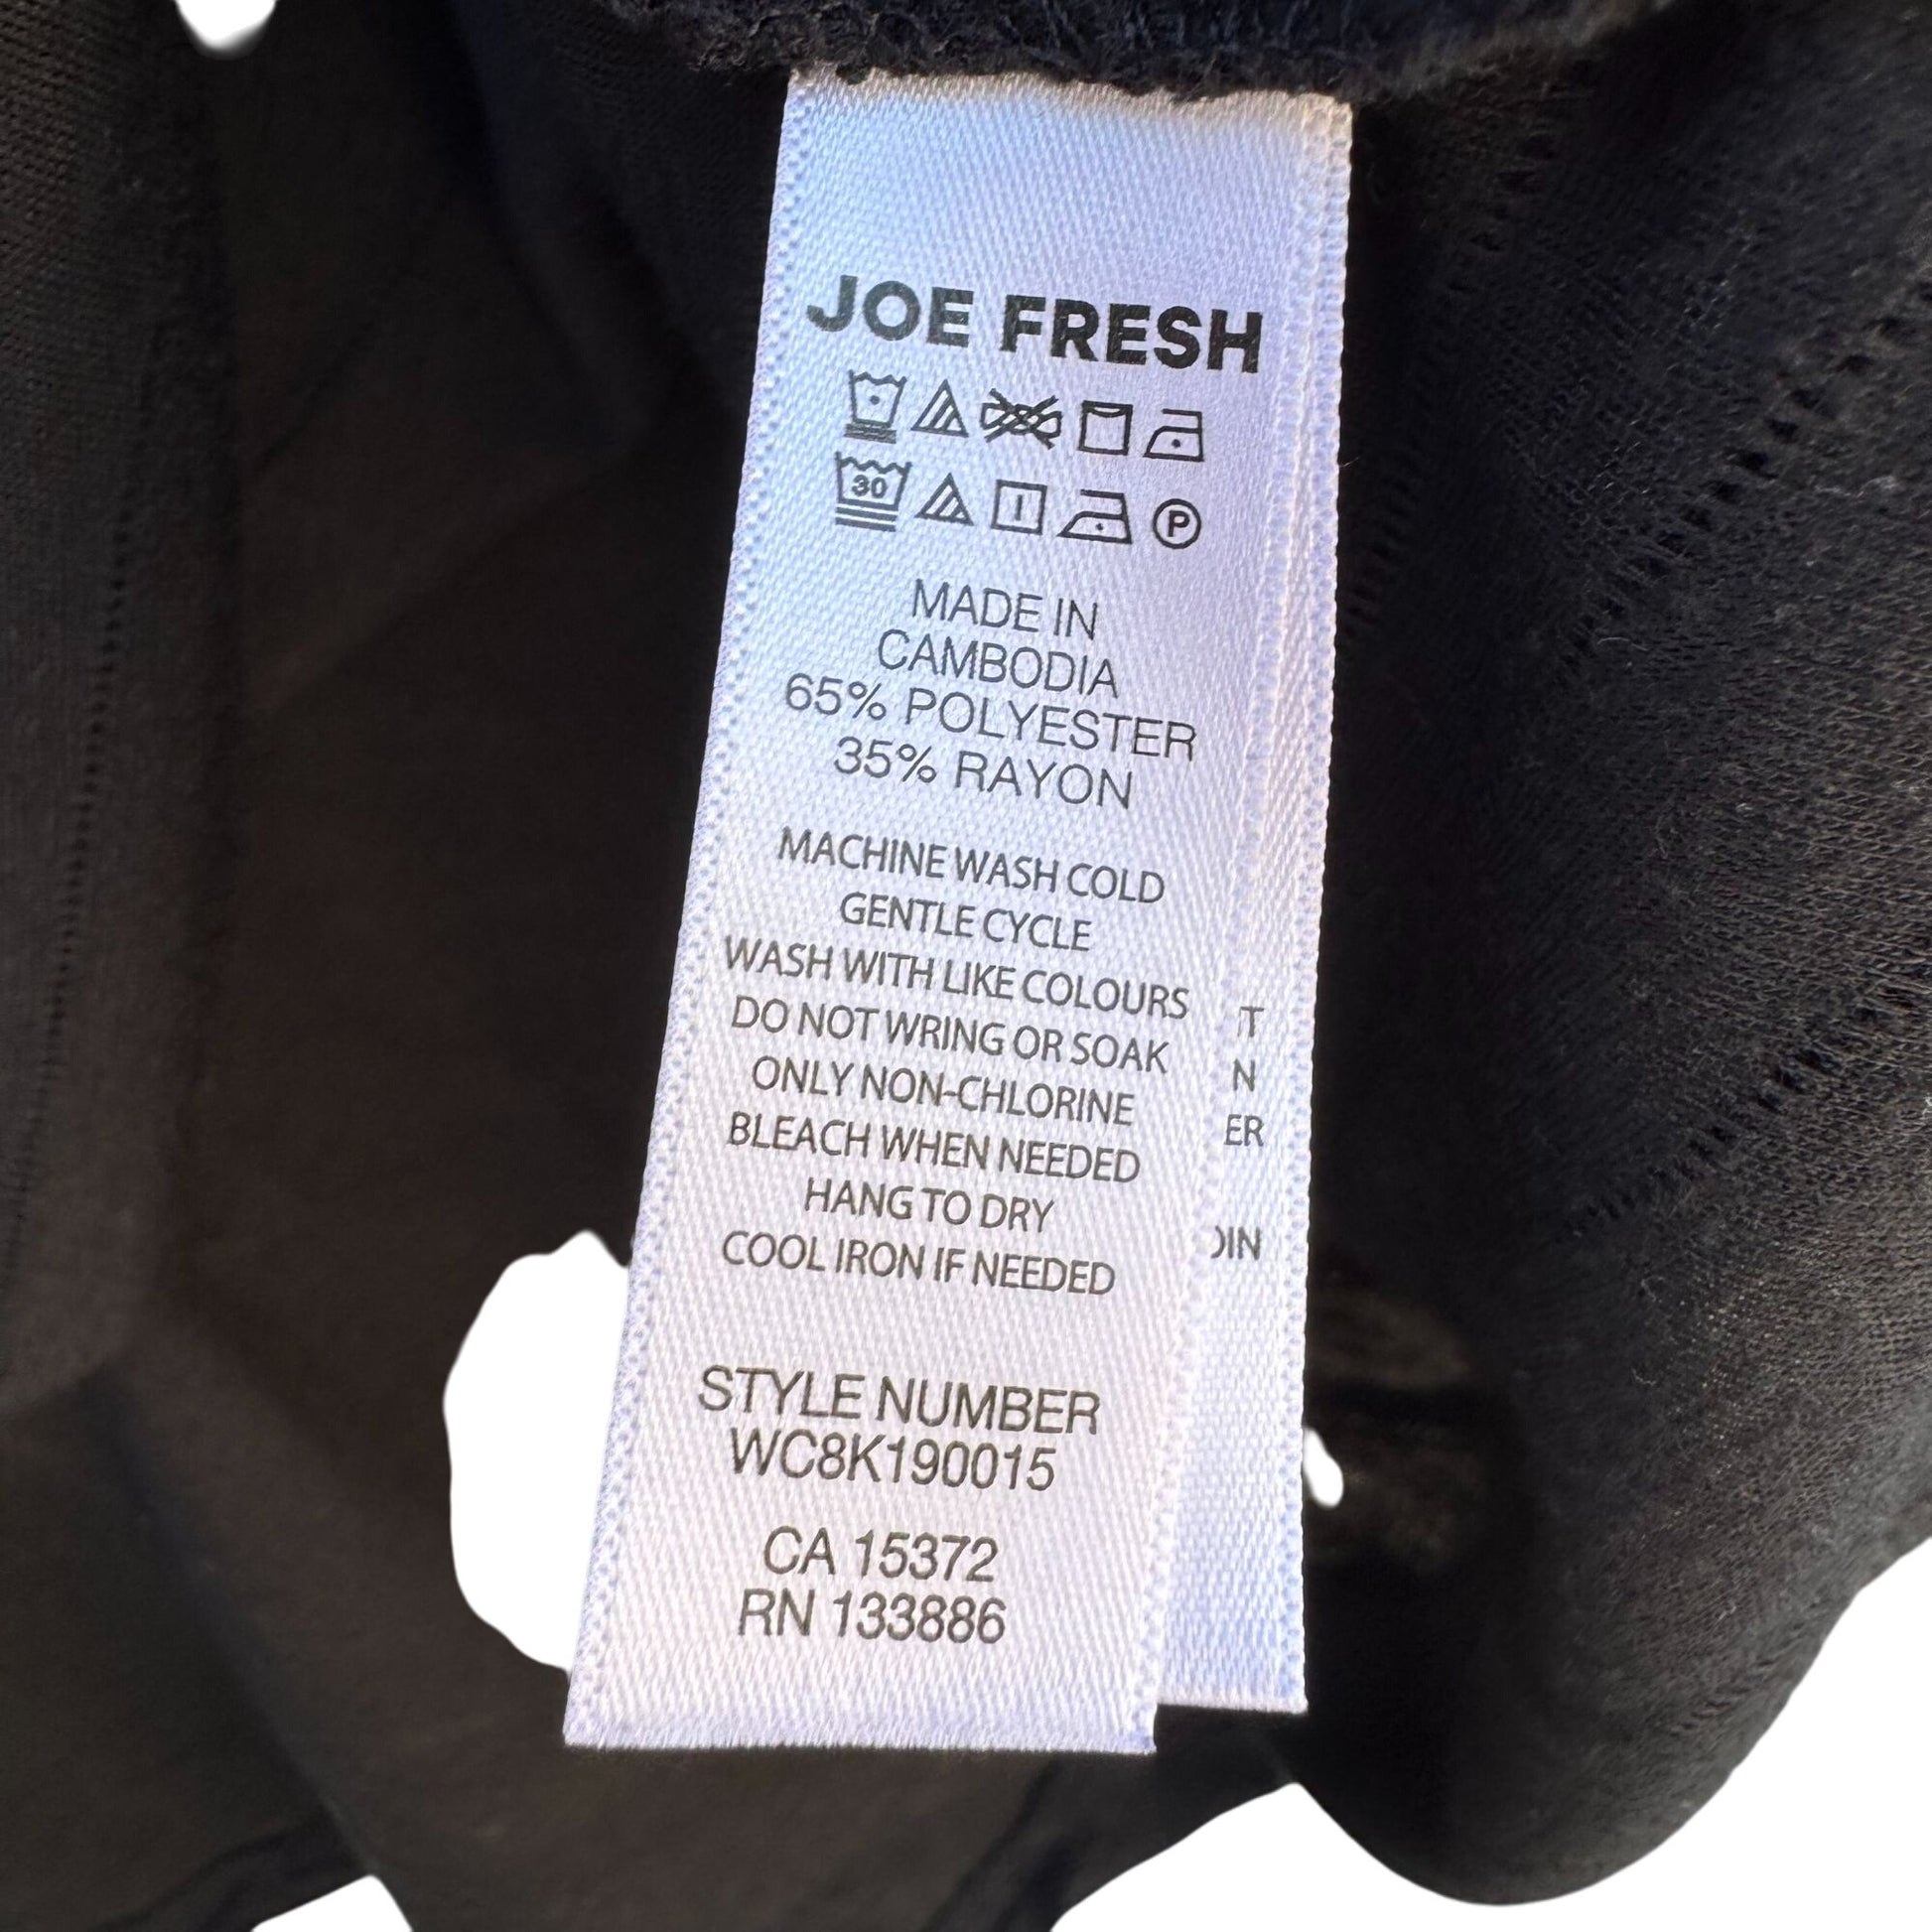 JOE FRESH
30 P
MADE IN
CAMBODIA
65% POLYESTER
35% RAYON
MACHINE WASH COLD
GENTLE CYCLE
WASH WITH LIKE COLOURS
DO NOT WRING OR SOAK
ONLY NON-CHLORINE
BLEACH WHEN NEEDED
HANG TO DRY
COOL IRON IF NEEDED
STYLE NUMBER
WC8K190015
CA 15372
RN 133886